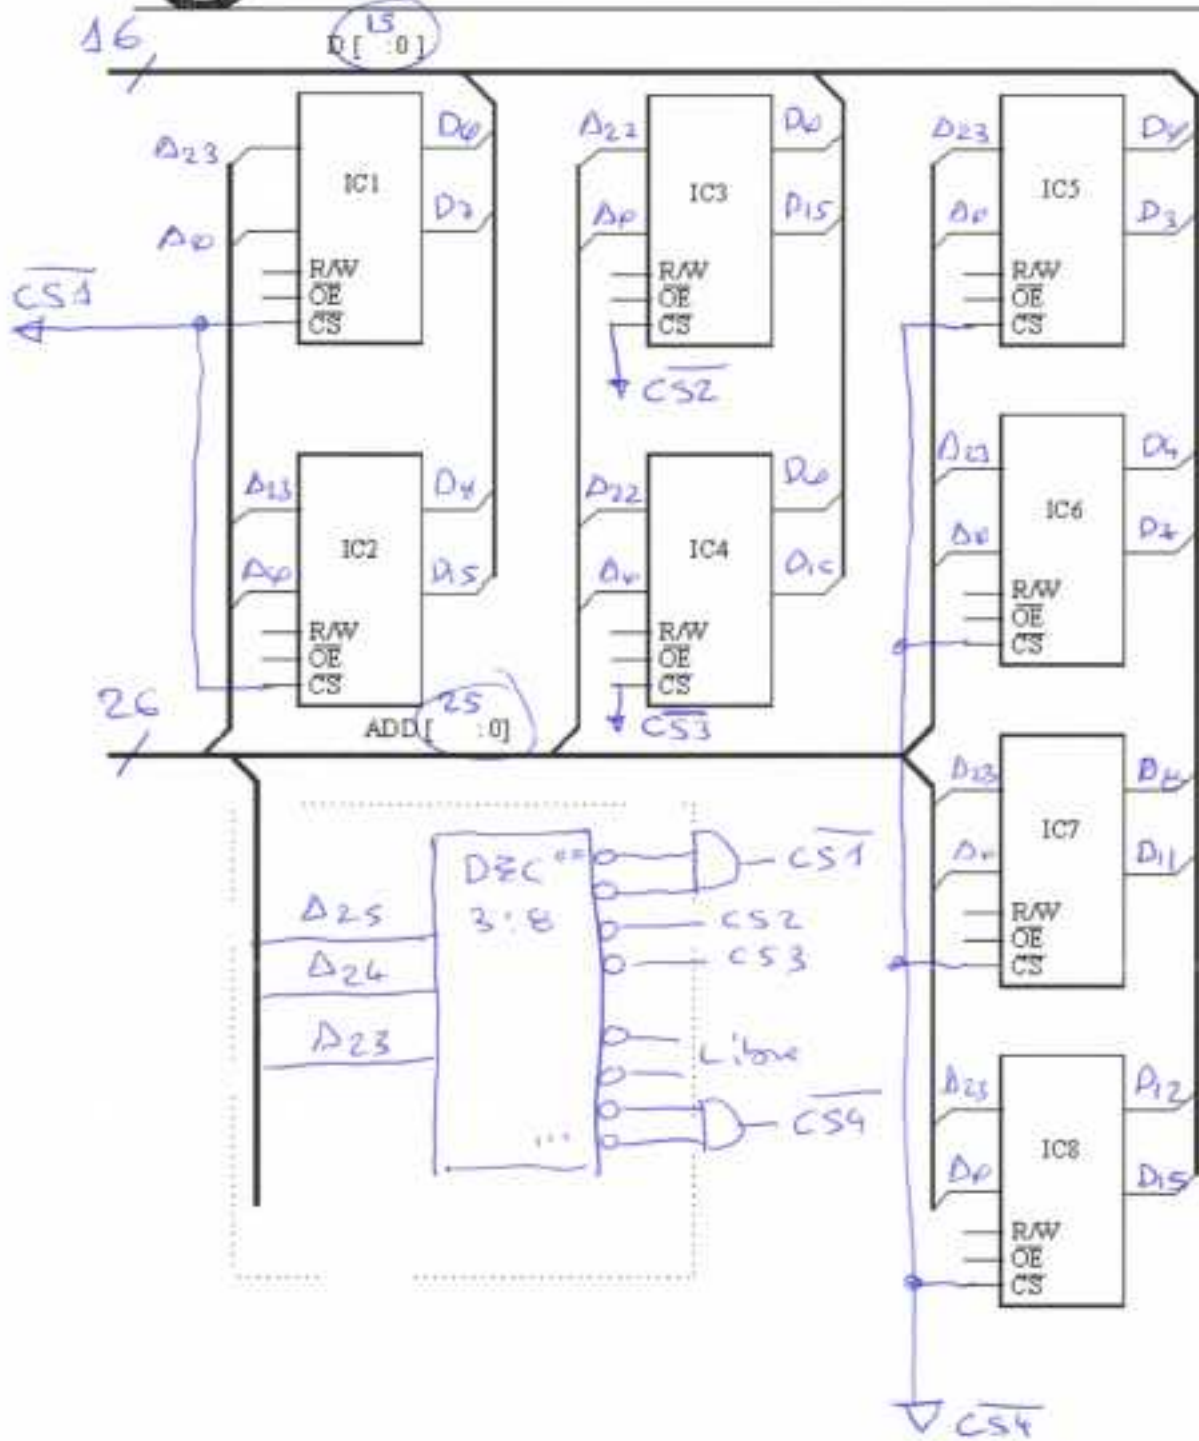 16
15
D[ :0]
A23
A0
IC1
D0
D7
R/W
OE
CS
CS1
A22
A0
IC3
D0
D15
R/W
OE
CS
CS2
A23
A0
IC5
D0
D3
R/W
OE
CS
A23
A0
IC2
D8
D15
R/W
OE
CS
A22
A0
IC4
D0
R/W
OE
CS
CS3
A23
A0
IC6
D4
D7
R/W
OE
CS
26
25
ADD[ :0]
A23
A0
IC7
D8
D11
R/W
OE
CS
DEC
3:8
A25
A24
A23
CS1
CS2
CS3
Libre
CS4
...
A23
A0
IC8
D12
D15
R/W
OE
CS
CS4